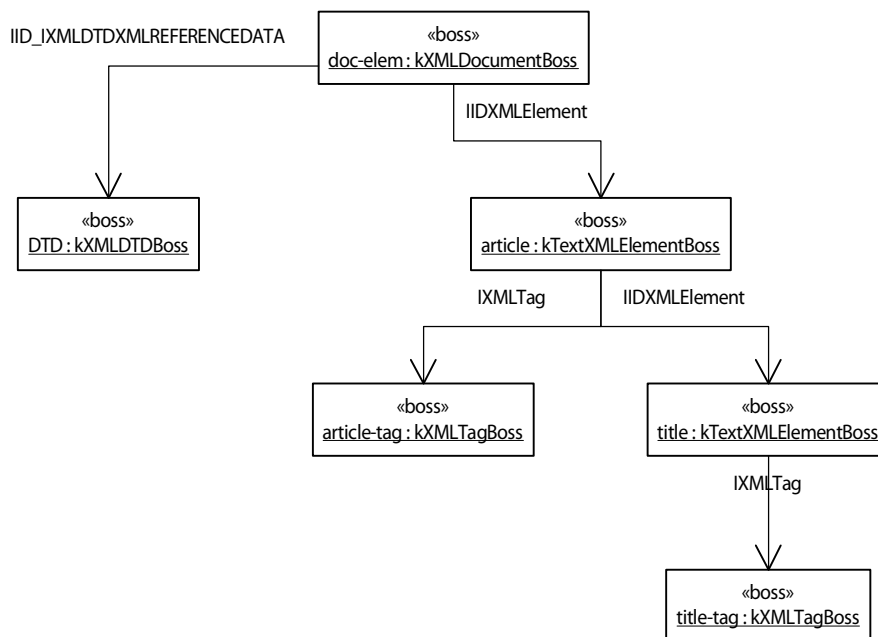 IID_IXMLDTDXMLREFERENCEDATA
«boss»
doc-elem : kXMLDocumentBoss
IIDXMLElement
«boss»
DTD : kXMLDTDBoss
«boss»
article : kTextXMLElementBoss
IXMLTag
IIDXMLElement
«boss»
article-tag : kXMLTagBoss
«boss»
title : kTextXMLElementBoss
IXMLTag
«boss»
title-tag : kXMLTagBoss